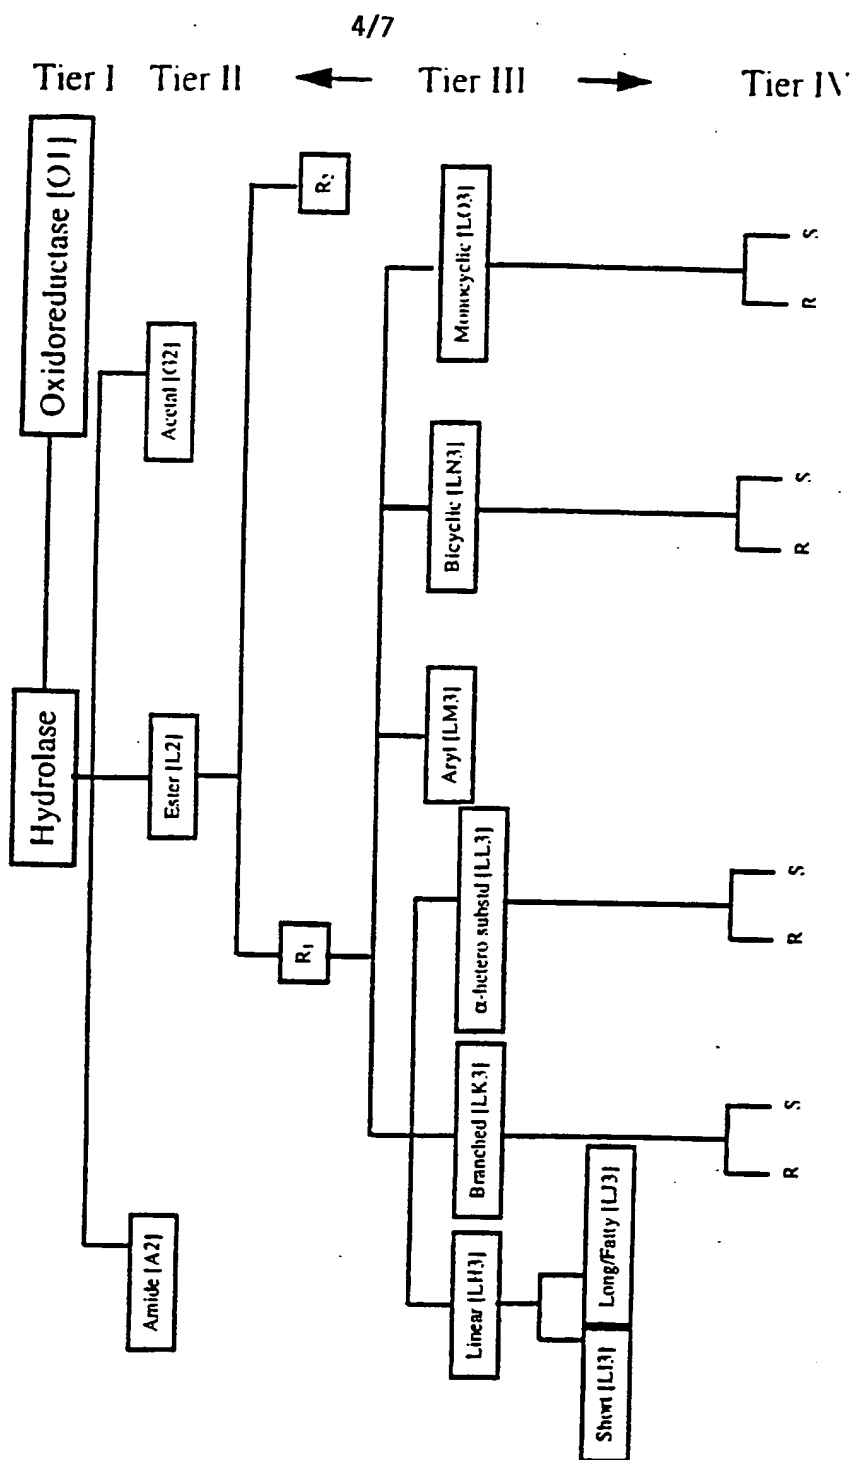 4/7
Tier I Tier II Tier III Tier IV
Hydrolase
Oxidoreductase [O1]
Amide [A2]
Ester [L2]
Acetal [G2]
R1
R2
Linear [LH3]
Branched [LK3]
α-hetero substd [LL3]
Aryl [LM3]
Bicyclic [LN3]
Monocyclic [LO3]
Short [LI3]
Long/Fatty [LJ3]
R S
R S
R S
R S